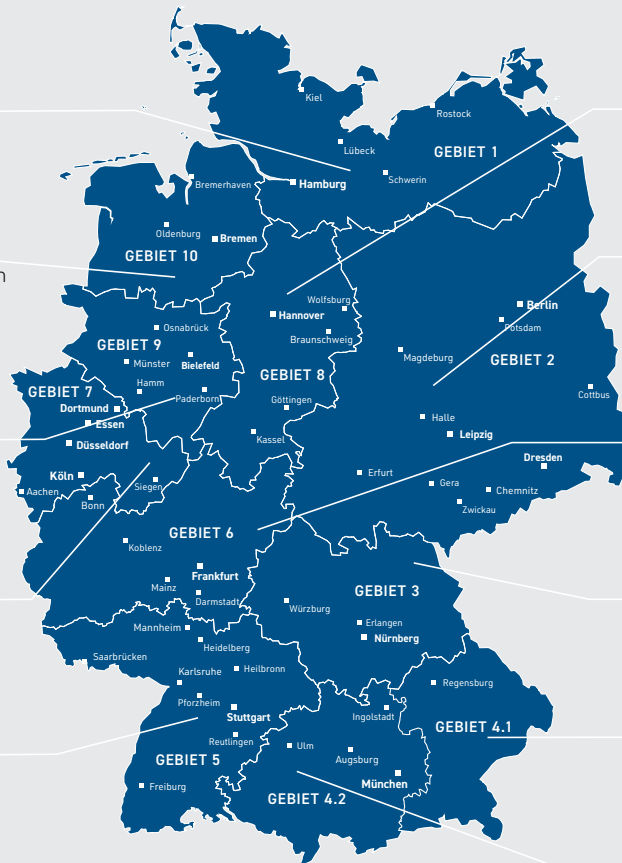 Kiel
Rostock
Lübeck
GEBIET 1
Schwerin
Bremerhaven
Hamburg
Oldenburg
Bremen
GEBIET 10
n
Wolfsburg
Berlin
Hannover
Potsdam
Osnabrück
Braunschweig
GEBIET 9
Magdeburg
GEBIET 2
Münster
Bielefeld
GEBIET 8
GEBIET 7
Hamm
Paderborn
Göttingen
Cottbus
Dortmund
Essen
Halle
Leipzig
Düsseldorf
Kassel
Dresden
Köln
Erfurt
Aachen
Siegen
Gera
Chemnitz
Bonn
Zwickau
GEBIET 6
Koblenz
Frankfurt
GEBIET 3
Mainz
Darmstadt
Würzburg
Mannheim
Erlangen
Nürnberg
Heidelberg
Saarbrücken
Karlsruhe
Heilbronn
Regensburg
Pforzheim
Stuttgart
Ingolstadt
GEBIET 4.1
Reutlingen
Ulm
GEBIET 5
Augsburg
Freiburg
München
GEBIET 4.2